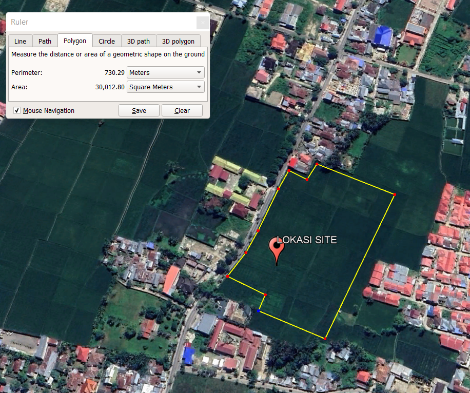 Ruler
Line Path Polygon Circle 3D path 3D polygon
Measure the distance or area of a geometric shape on the ground
Perimeter: 730.29 Meters
Area: 30,012.80 Square Meters
Mouse Navigation Save Clear
LOKASI SITE